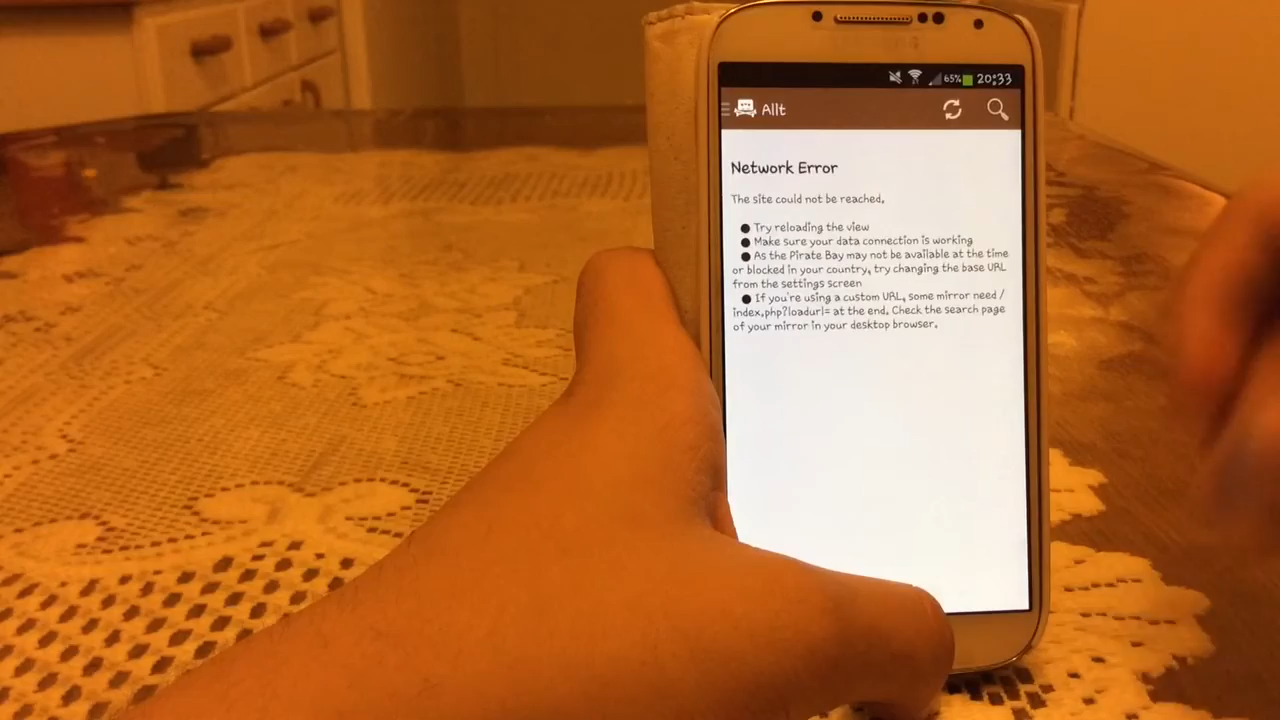 65% 20:33
Allt
Network Error
The site could not be reached.
● Try reloading the view
● Make sure your data connection is working
● As the Pirate Bay may not be available at the time
or blocked in your country, try changing the base URL
from the settings screen
● If you're using a custom URL, some mirror need /
index.php?loadurl= at the end. Check the search page
of your mirror in your desktop browser.